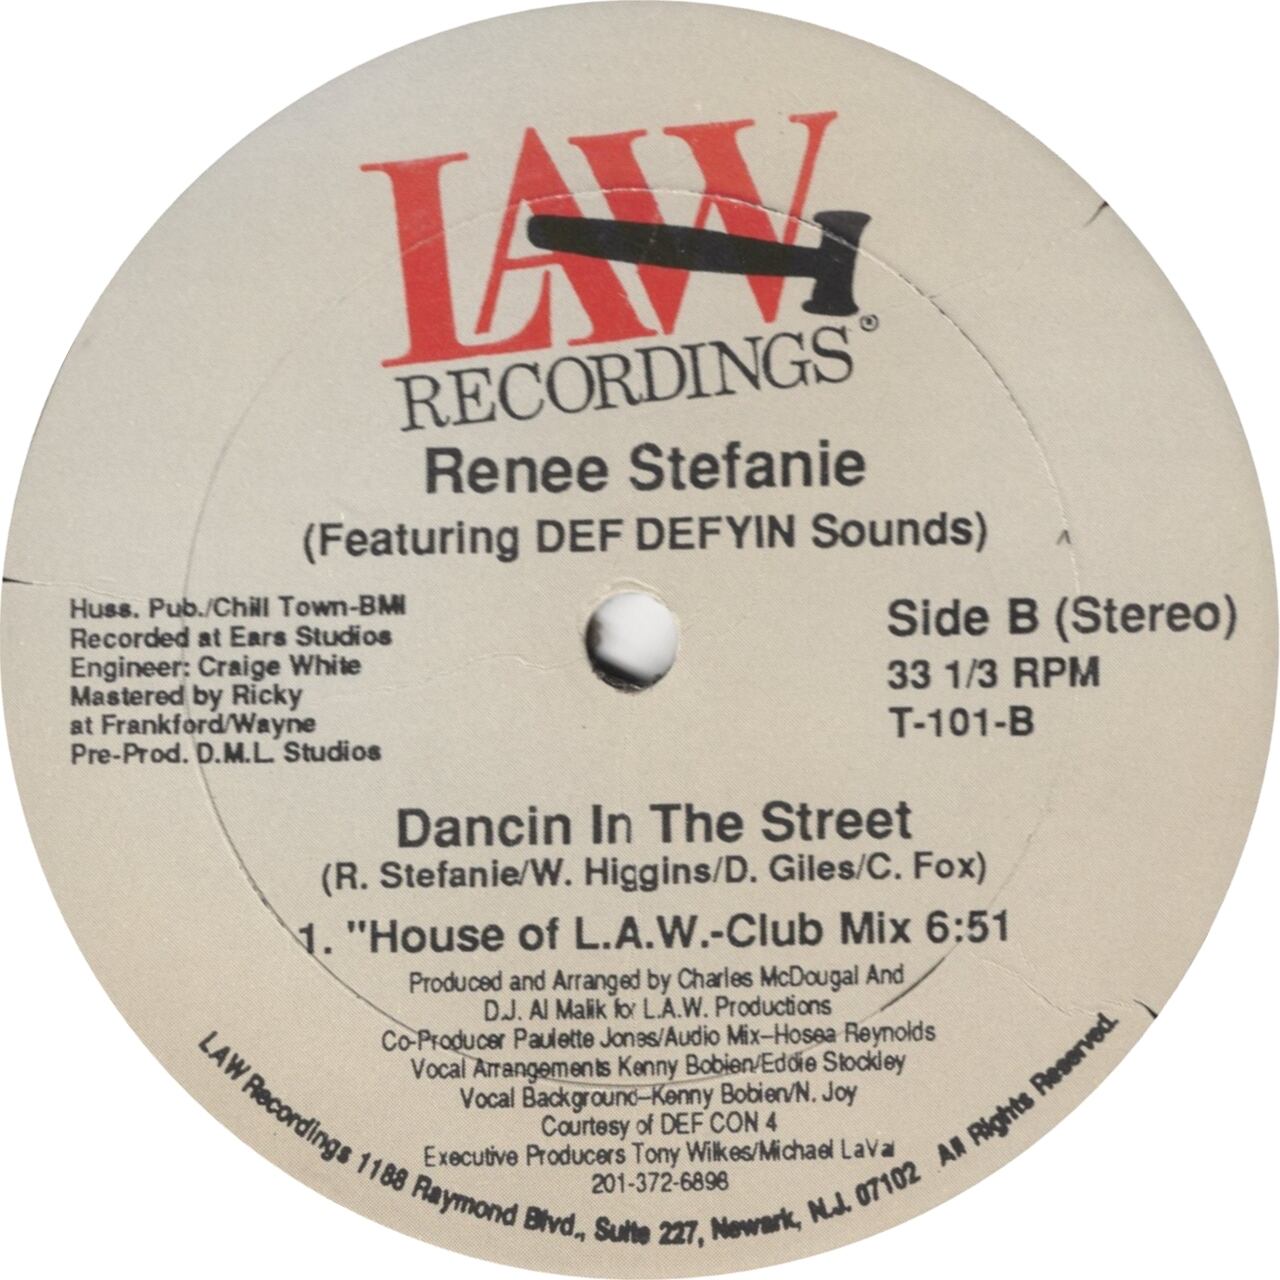 LAW
RECORDINGS®
Renee Stefanie
(Featuring DEF DEFYIN Sounds)
Huss. Pub./Chill Town-BMI
Recorded at Ears Studios
Engineer: Craige White
Mastered by Ricky
at Frankford/Wayne
Pre-Prod. D.M.L. Studios
Side B (Stereo)
33 1/3 RPM
T-101-B
Dancin In The Street
(R. Stefanie/W. Higgins/D. Giles/C. Fox)
1. "House of L.A.W.-Club Mix 6:51
Produced and Arranged by Charles McDougal And
D.J. Al Malik for L.A.W. Productions
Co-Producer Paulette Jones/Audio Mix–Hosea Reynolds
Vocal Arrangements Kenny Bobien/Eddie Stockley
Vocal Background–Kenny Bobien/N. Joy
Courtesy of DEF CON 4
Executive Producers Tony Wilkes/Michael LaVal
201-372-6898
LAW Recordings 1188 Raymond Blvd., Suite 227, Newark, N.J. 07102 All Rights Reserved.